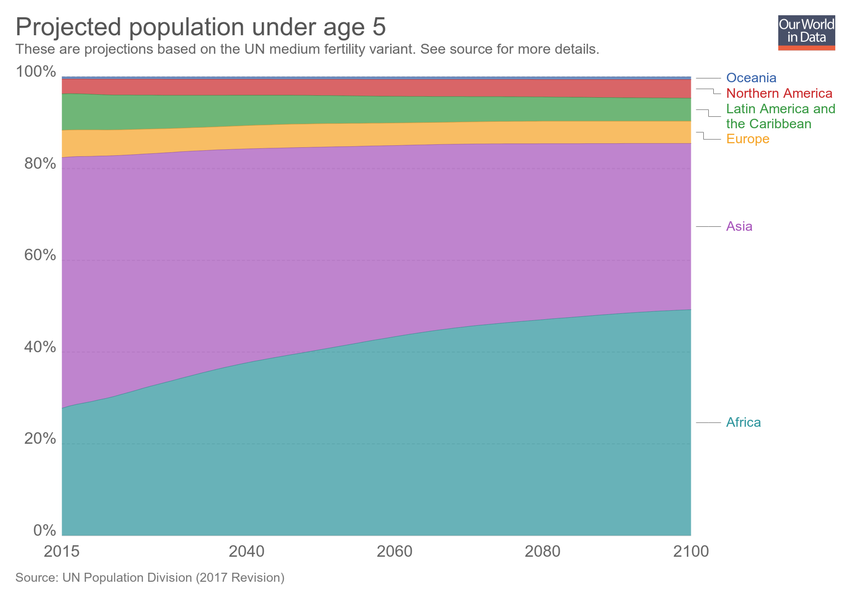 Projected population under age 5
Our World
in Data
These are projections based on the UN medium fertility variant. See source for more details.
100%
80%
60%
40%
20%
0%
Oceania
Northern America
Latin America and
the Caribbean
Europe
Asia
Africa
2015
2040
2060
2080
2100
Source: UN Population Division (2017 Revision)